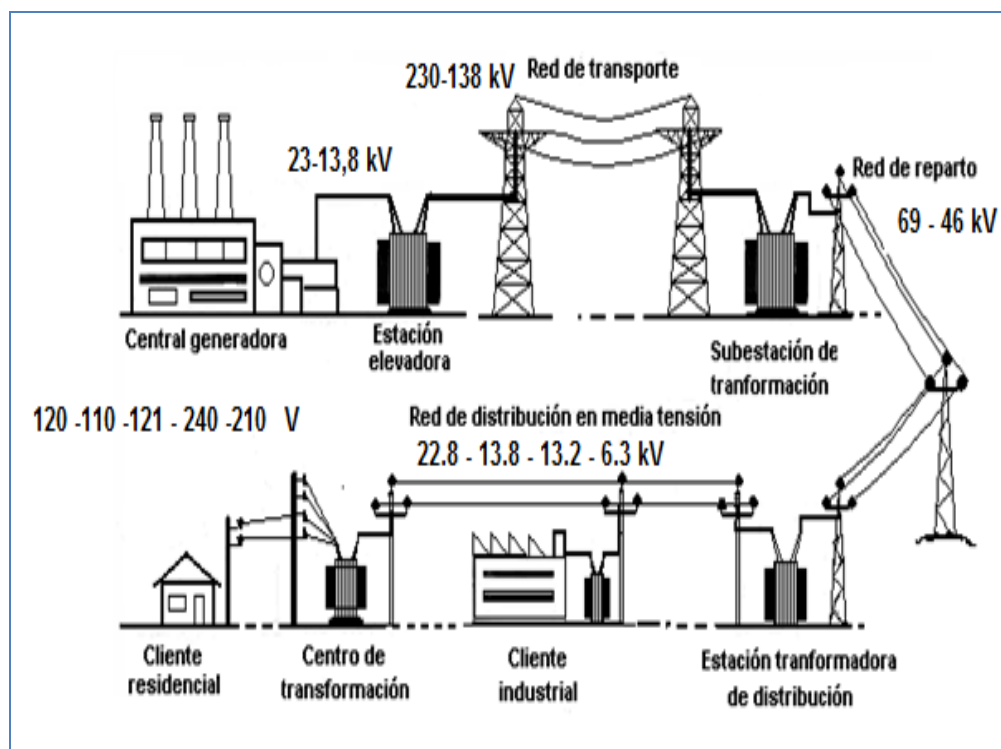 230-138 kV
Red de transporte
23-13,8 kV
Red de reparto
69 - 46 kV
Central generadora
Estación
elevadora
Subestación de
tranformación
120 -110 -121 - 240 -210 V
Red de distribución en media tensión
22.8 - 13.8 - 13.2 - 6.3 kV
Cliente
residencial
Centro de
transformación
Cliente
industrial
Estación tranformadora
de distribución